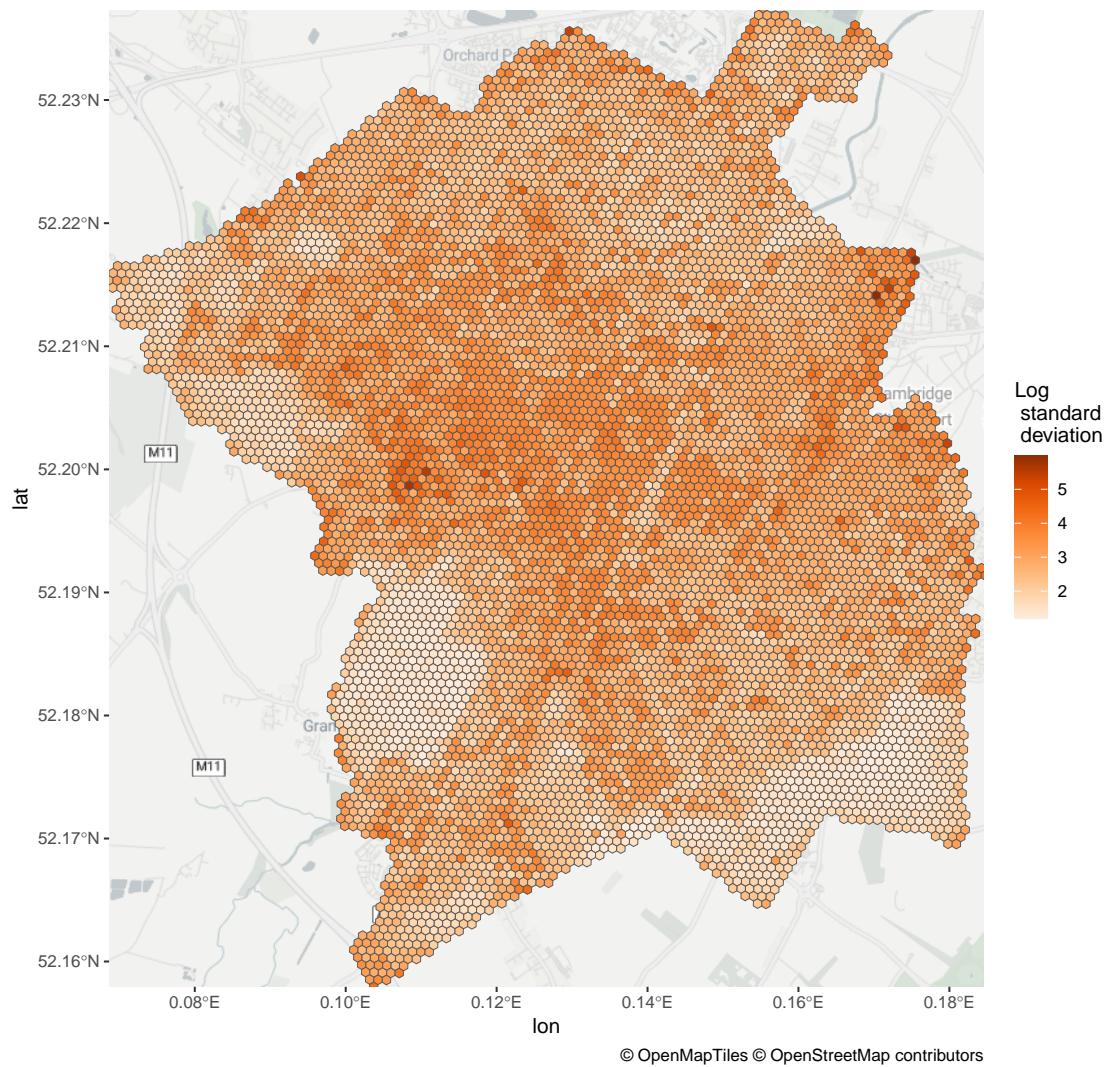 Orchard P
52.23°N
52.22°N
52.21°N
ambridge
rt
52.20°N
M11
52.19°N
52.18°N
Gran
M11
52.17°N
52.16°N
lat
0.08°E 0.10°E 0.12°E 0.14°E 0.16°E 0.18°E
lon
Log
standard
deviation
5
4
3
2
© OpenMapTiles © OpenStreetMap contributors